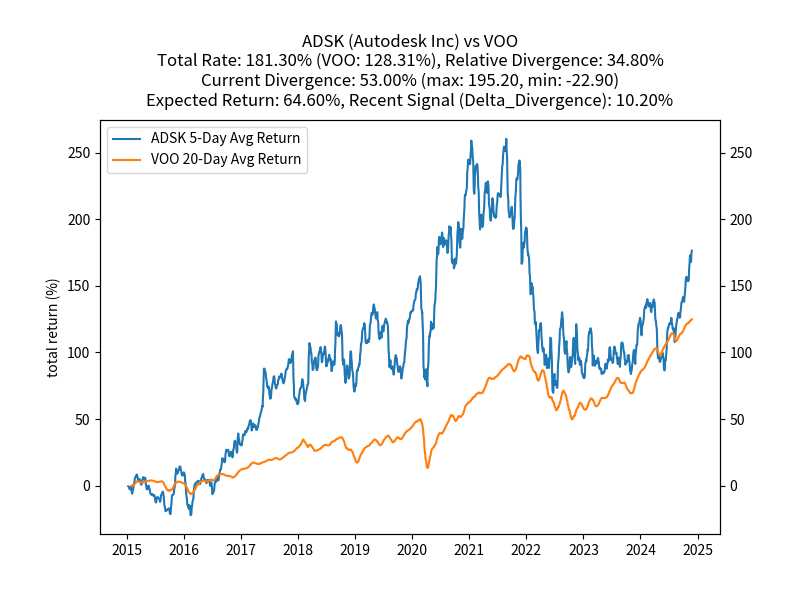 ADSK (Autodesk Inc) vs VOO
Total Rate: 181.30% (VOO: 128.31%), Relative Divergence: 34.80%
Current Divergence: 53.00% (max: 195.20, min: -22.90)
Expected Return: 64.60%, Recent Signal (Delta_Divergence): 10.20%
ADSK 5-Day Avg Return
VOO 20-Day Avg Return
total return (%)
250
200
150
100
50
0
250
200
150
100
50
0
2015 2016 2017 2018 2019 2020 2021 2022 2023 2024 2025